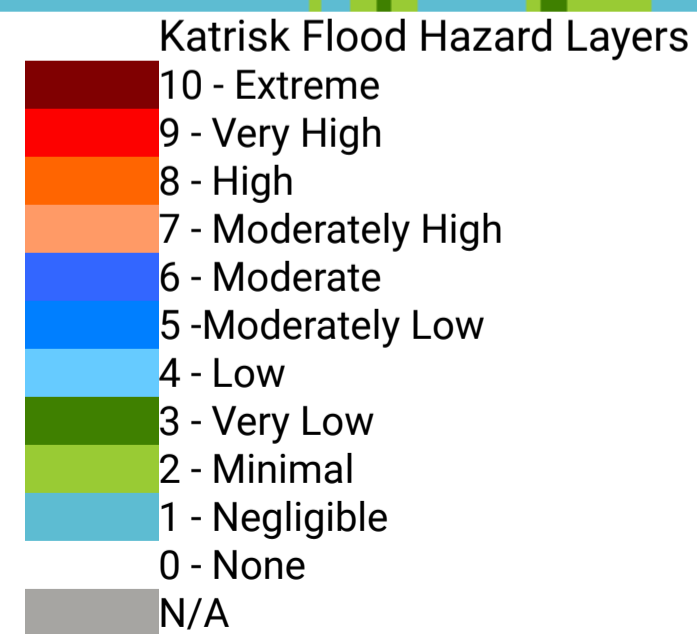 Katrisk Flood Hazard Layers
10 - Extreme
9 - Very High
8 - High
7 - Moderately High
6 - Moderate
5 -Moderately Low
4 - Low
3 - Very Low
2 - Minimal
1 - Negligible
0 - None
N/A